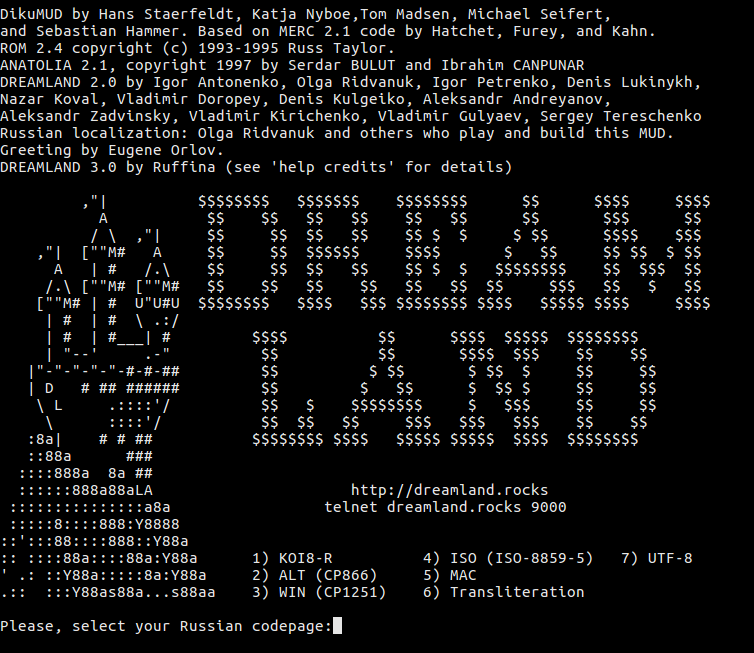 DikuMUD by Hans Staerfeldt, Katja Nyboe,Tom Madsen, Michael Seifert,
and Sebastian Hammer. Based on MERC 2.1 code by Hatchet, Furey, and Kahn.
ROM 2.4 copyright (c) 1993-1995 Russ Taylor.
ANATOLIA 2.1, copyright 1997 by Serdar BULUT and Ibrahim CANPUNAR
DREAMLAND 2.0 by Igor Antonenko, Olga Ridvanuk, Igor Petrenko, Denis Lukinykh,
Nazar Koval, Vladimir Doropey, Denis Kulgeiko, Aleksandr Andreyanov,
Aleksandr Zadvinsky, Vladimir Kirichenko, Vladimir Gulyaev, Sergey Tereschenko
Russian localization: Olga Ridvanuk and others who play and build this MUD.
Greeting by Eugene Orlov.
DREAMLAND 3.0 by Ruffina (see 'help credits' for details)
DREAM
LAND
http://dreamland.rocks
telnet dreamland.rocks 9000
1) KOI8-R 4) ISO (ISO-8859-5) 7) UTF-8
2) ALT (CP866) 5) MAC
3) WIN (CP1251) 6) Transliteration
Please, select your Russian codepage: